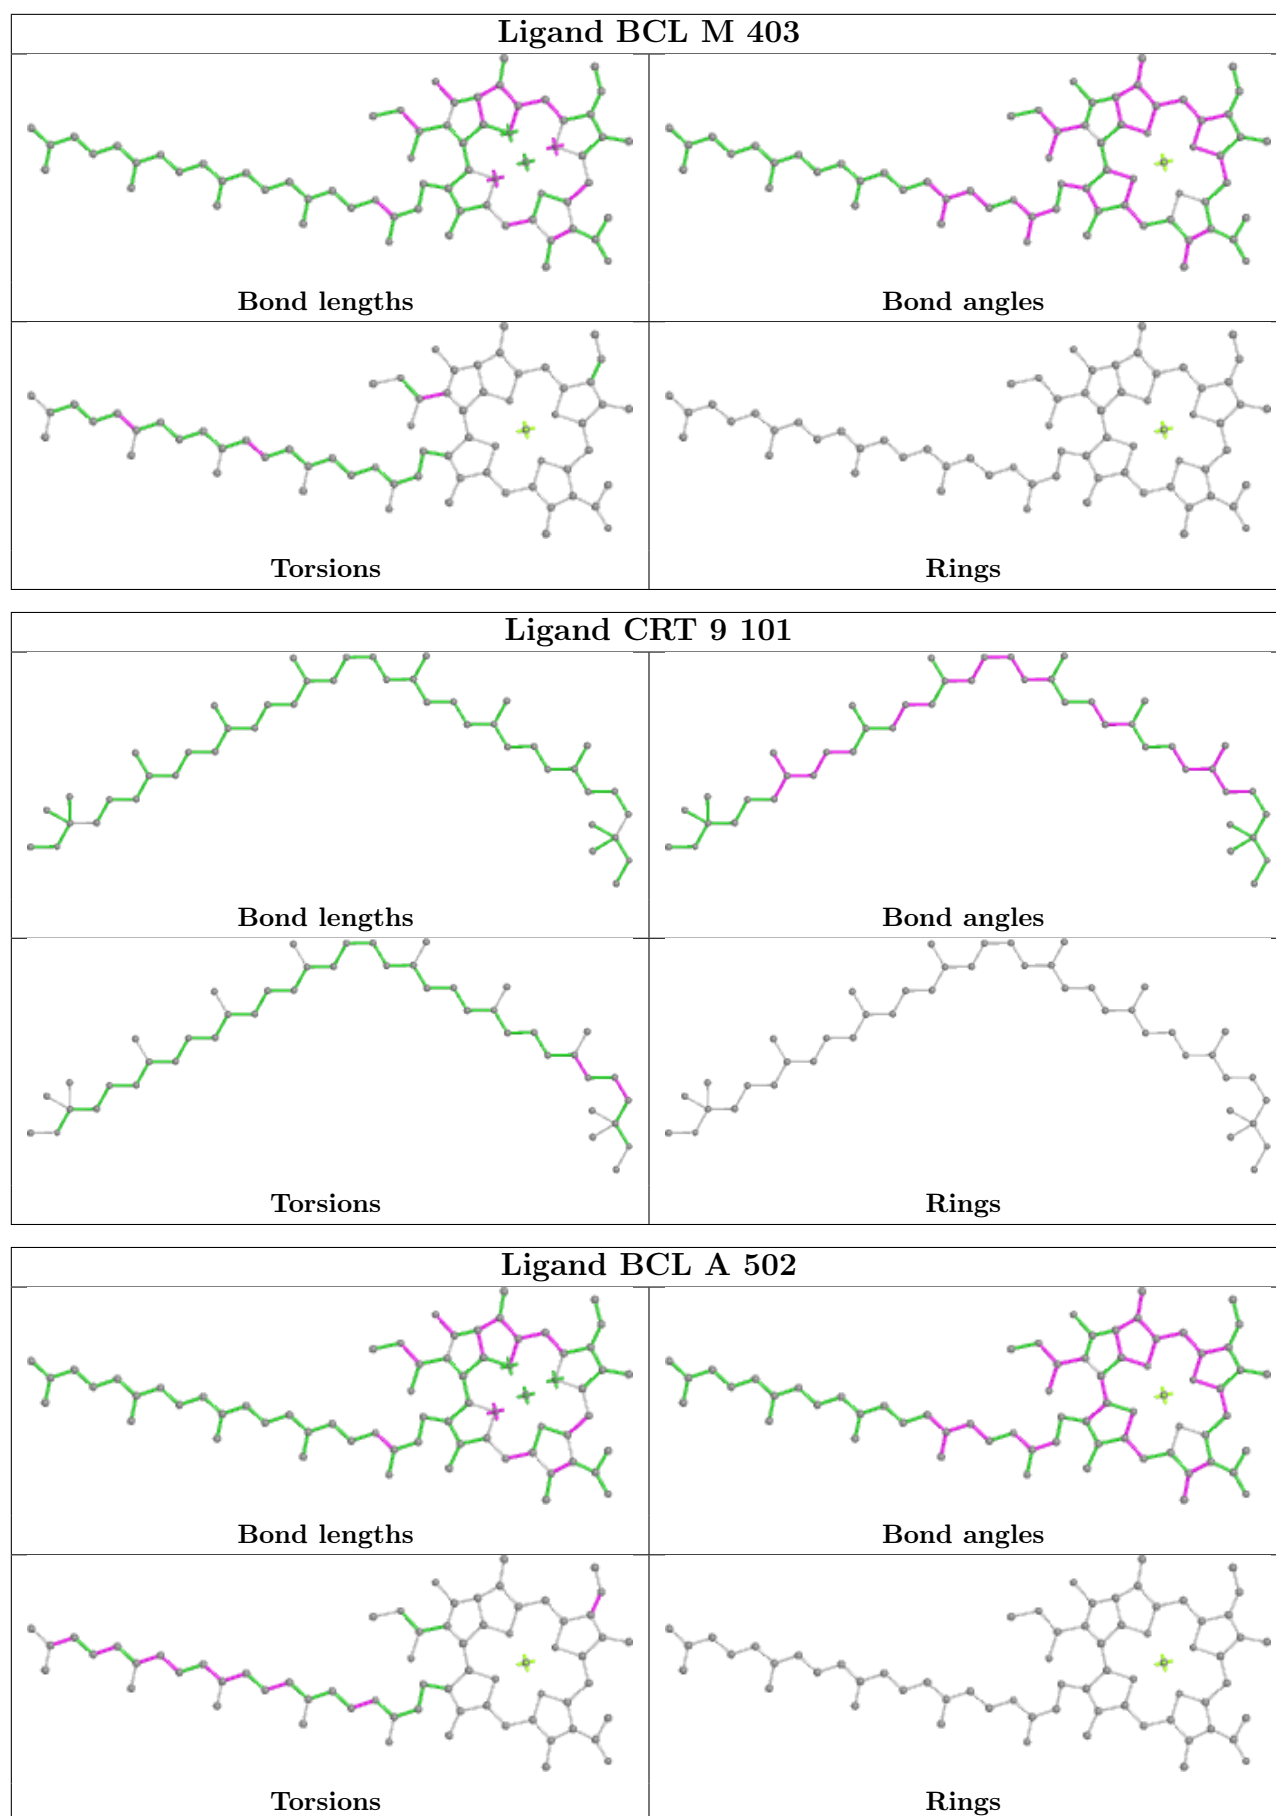 Ligand BCL M 403
Bond lengths
Bond angles
Torsions
Rings
Ligand CRT 9 101
Bond lengths
Bond angles
Torsions
Rings
Ligand BCL A 502
Bond lengths
Bond angles
Torsions
Rings